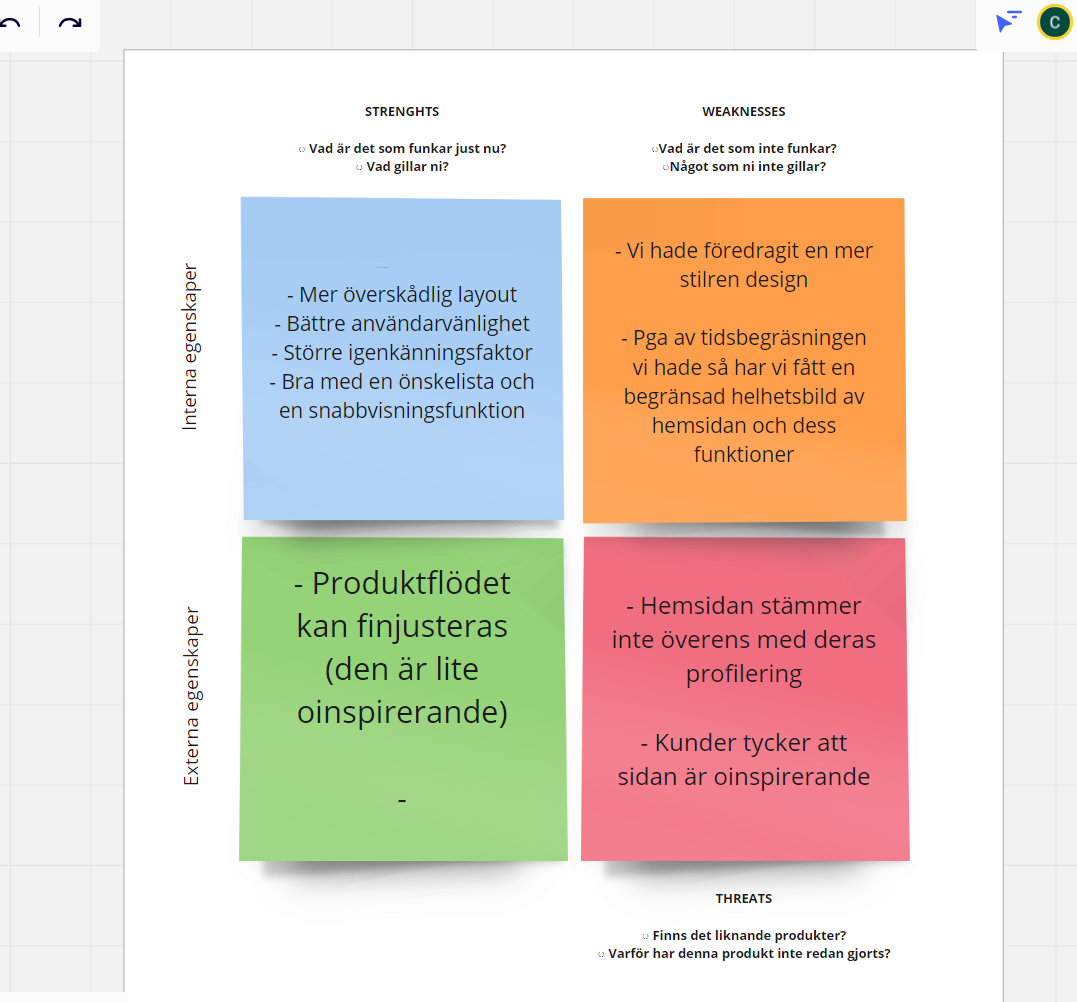 C
STRENGHTS
Vad är det som funkar just nu?
Vad gillar ni?
WEAKNESSES
Vad är det som inte funkar?
Något som ni inte gillar?
Interna egenskaper
- Mer överskådlig layout
- Bättre användarvänlighet
- Större igenkänningsfaktor
- Bra med en önskelista och
en snabbvisningsfunktion
- Vi hade föredragit en mer
stilren design
- Pga av tidsbegräsningen
vi hade så har vi fått en
begränsad helhetsbild av
hemsidan och dess
funktioner
Externa egenskaper
- Produktflödet
kan finjusteras
(den är lite
oinspirerande)
-
- Hemsidan stämmer
inte överens med deras
profilering
- Kunder tycker att
sidan är oinspirerande
THREATS
Finns det liknande produkter?
Varför har denna produkt inte redan gjorts?